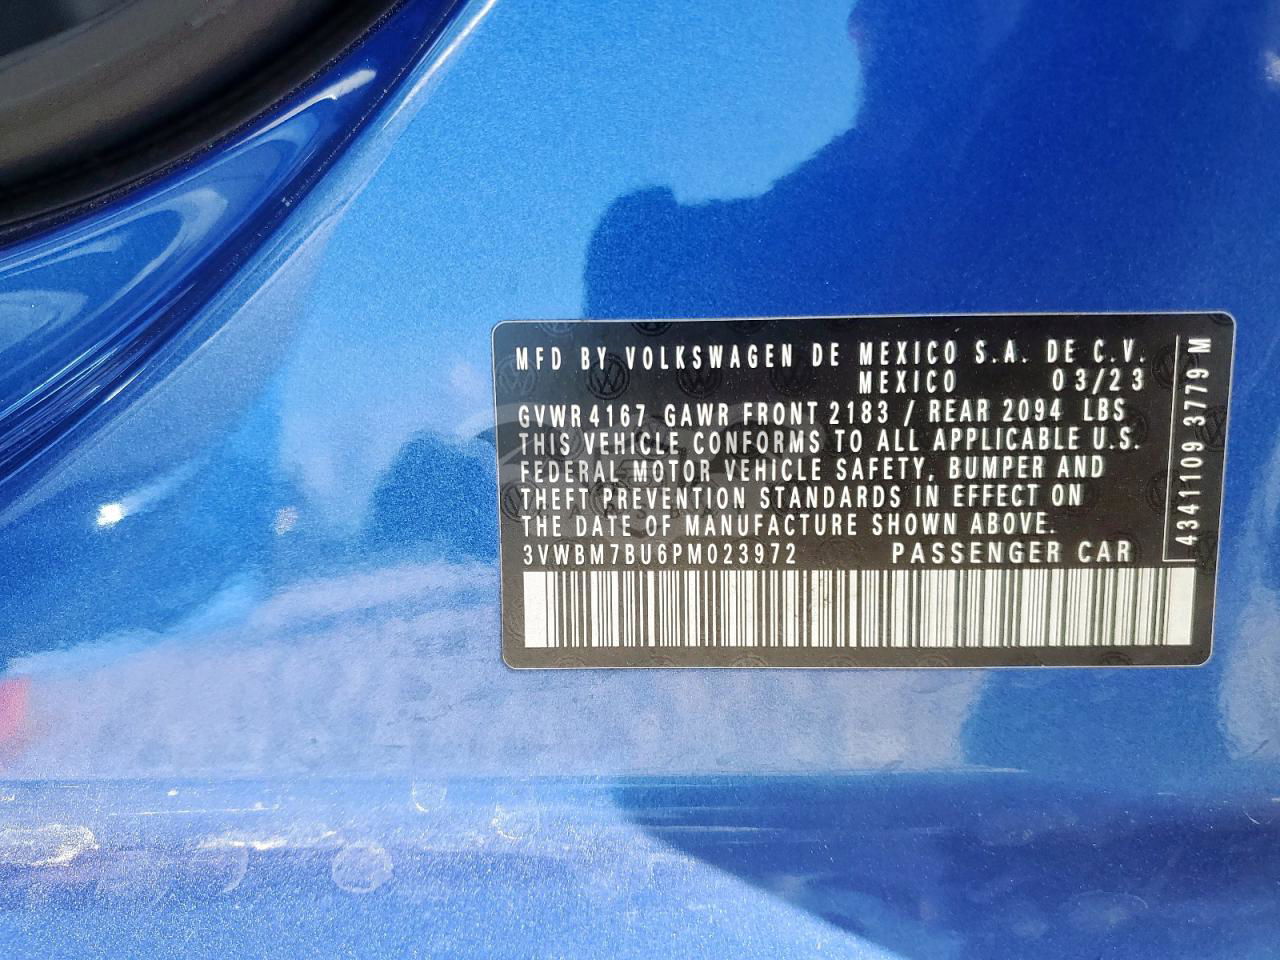 MFD BY VOLKSWAGEN DE MEXICO S.A. DE C.V.
MEXICO 03/23
GVWR 4167 GAWR FRONT 2183 / REAR 2094 LBS
THIS VEHICLE CONFORMS TO ALL APPLICABLE U.S.
FEDERAL MOTOR VEHICLE SAFETY, BUMPER AND
THEFT PREVENTION STANDARDS IN EFFECT ON
THE DATE OF MANUFACTURE SHOWN ABOVE.
3VWBM7BU6PM023972 PASSENGER CAR
4341109 3779 M